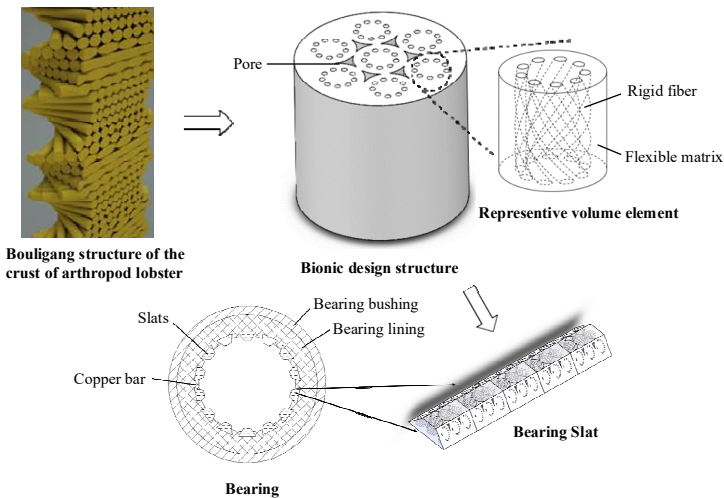 Pore
Rigid fiber
Flexible matrix
Representive volume element
Bouligang structure of the
crust of arthropod lobster
Bionic design structure
Slats
Bearing bushing
Bearing lining
Copper bar
Bearing Slat
Bearing